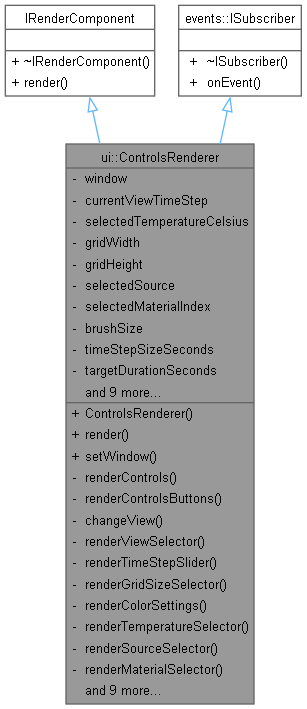 IRenderComponent
+ ~IRenderComponent()
+ render()
events::ISubscriber
+ ~ISubscriber()
+ onEvent()
ui::ControlsRenderer
- window
- currentViewTimeStep
- selectedTemperatureCelsius
- gridWidth
- gridHeight
- selectedSource
- selectedMaterialIndex
- brushSize
- timeStepSizeSeconds
- targetDurationSeconds
and 9 more...
+ ControlsRenderer()
+ render()
+ setWindow()
- renderControls()
- renderControlsButtons()
- changeView()
- renderViewSelector()
- renderTimeStepSlider()
- renderGridSizeSelector()
- renderColorSettings()
- renderTemperatureSelector()
- renderSourceSelector()
- renderMaterialSelector()
and 9 more...